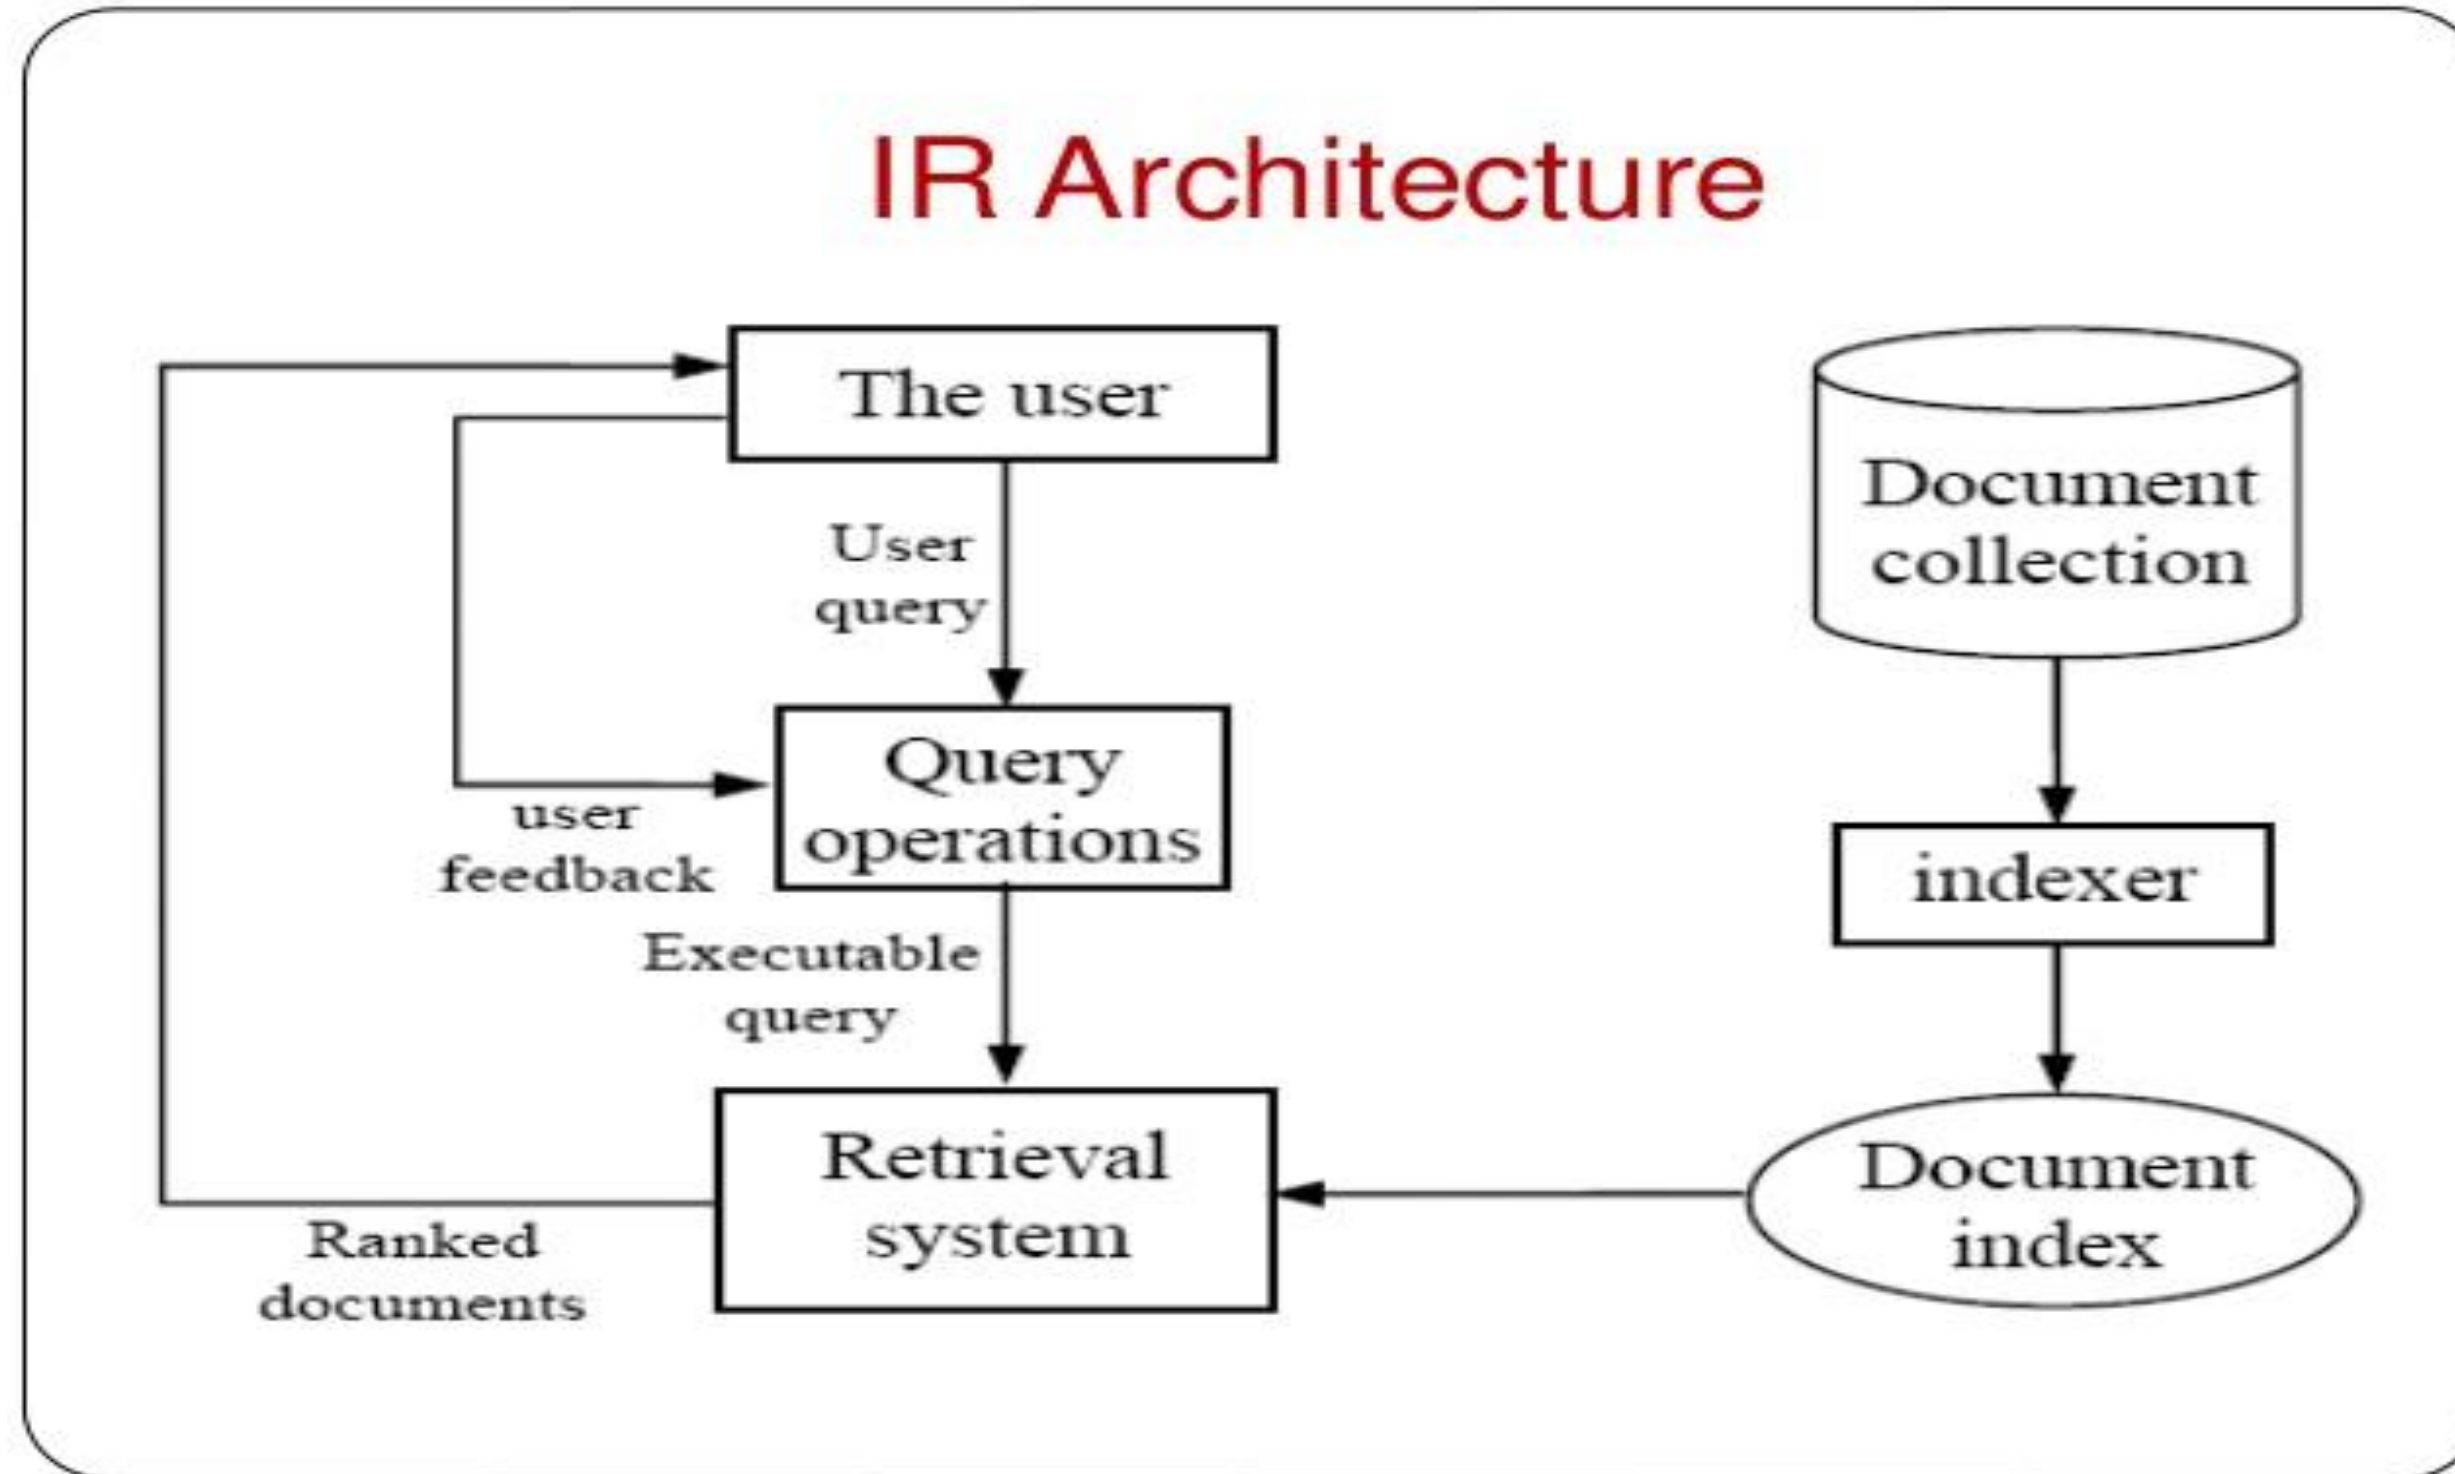 IR Architecture
The user
User
query
Query
operations
user
feedback
Executable
query
Retrieval
system
Ranked
documents
Document
collection
indexer
Document
index